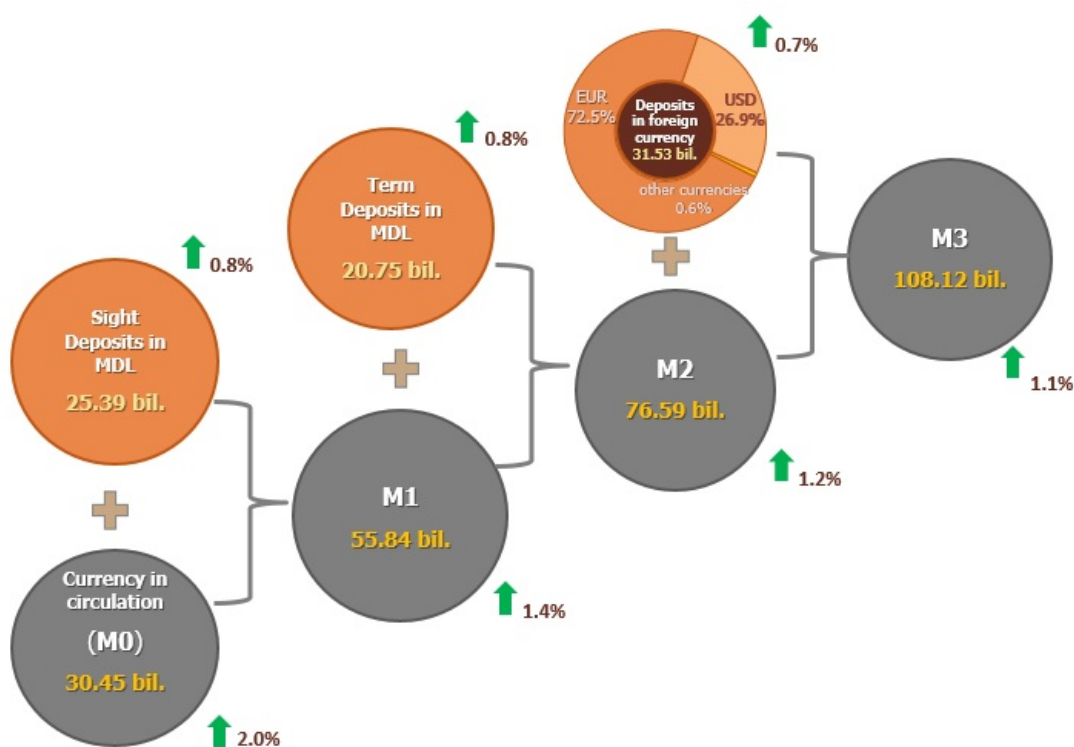 0.7%
EUR
72.5%
USD
26.9%
Deposits
in foreign
currency
31.53 bil.
other currencies
0.6%
0.8%
Term
Deposits in
MDL
20.75 bil.
M3
108.12 bil.
1.1%
0.8%
Sight
Deposits in
MDL
25.39 bil.
M2
76.59 bil.
1.2%
M1
55.84 bil.
1.4%
Currency in
circulation
(M0)
30.45 bil.
2.0%